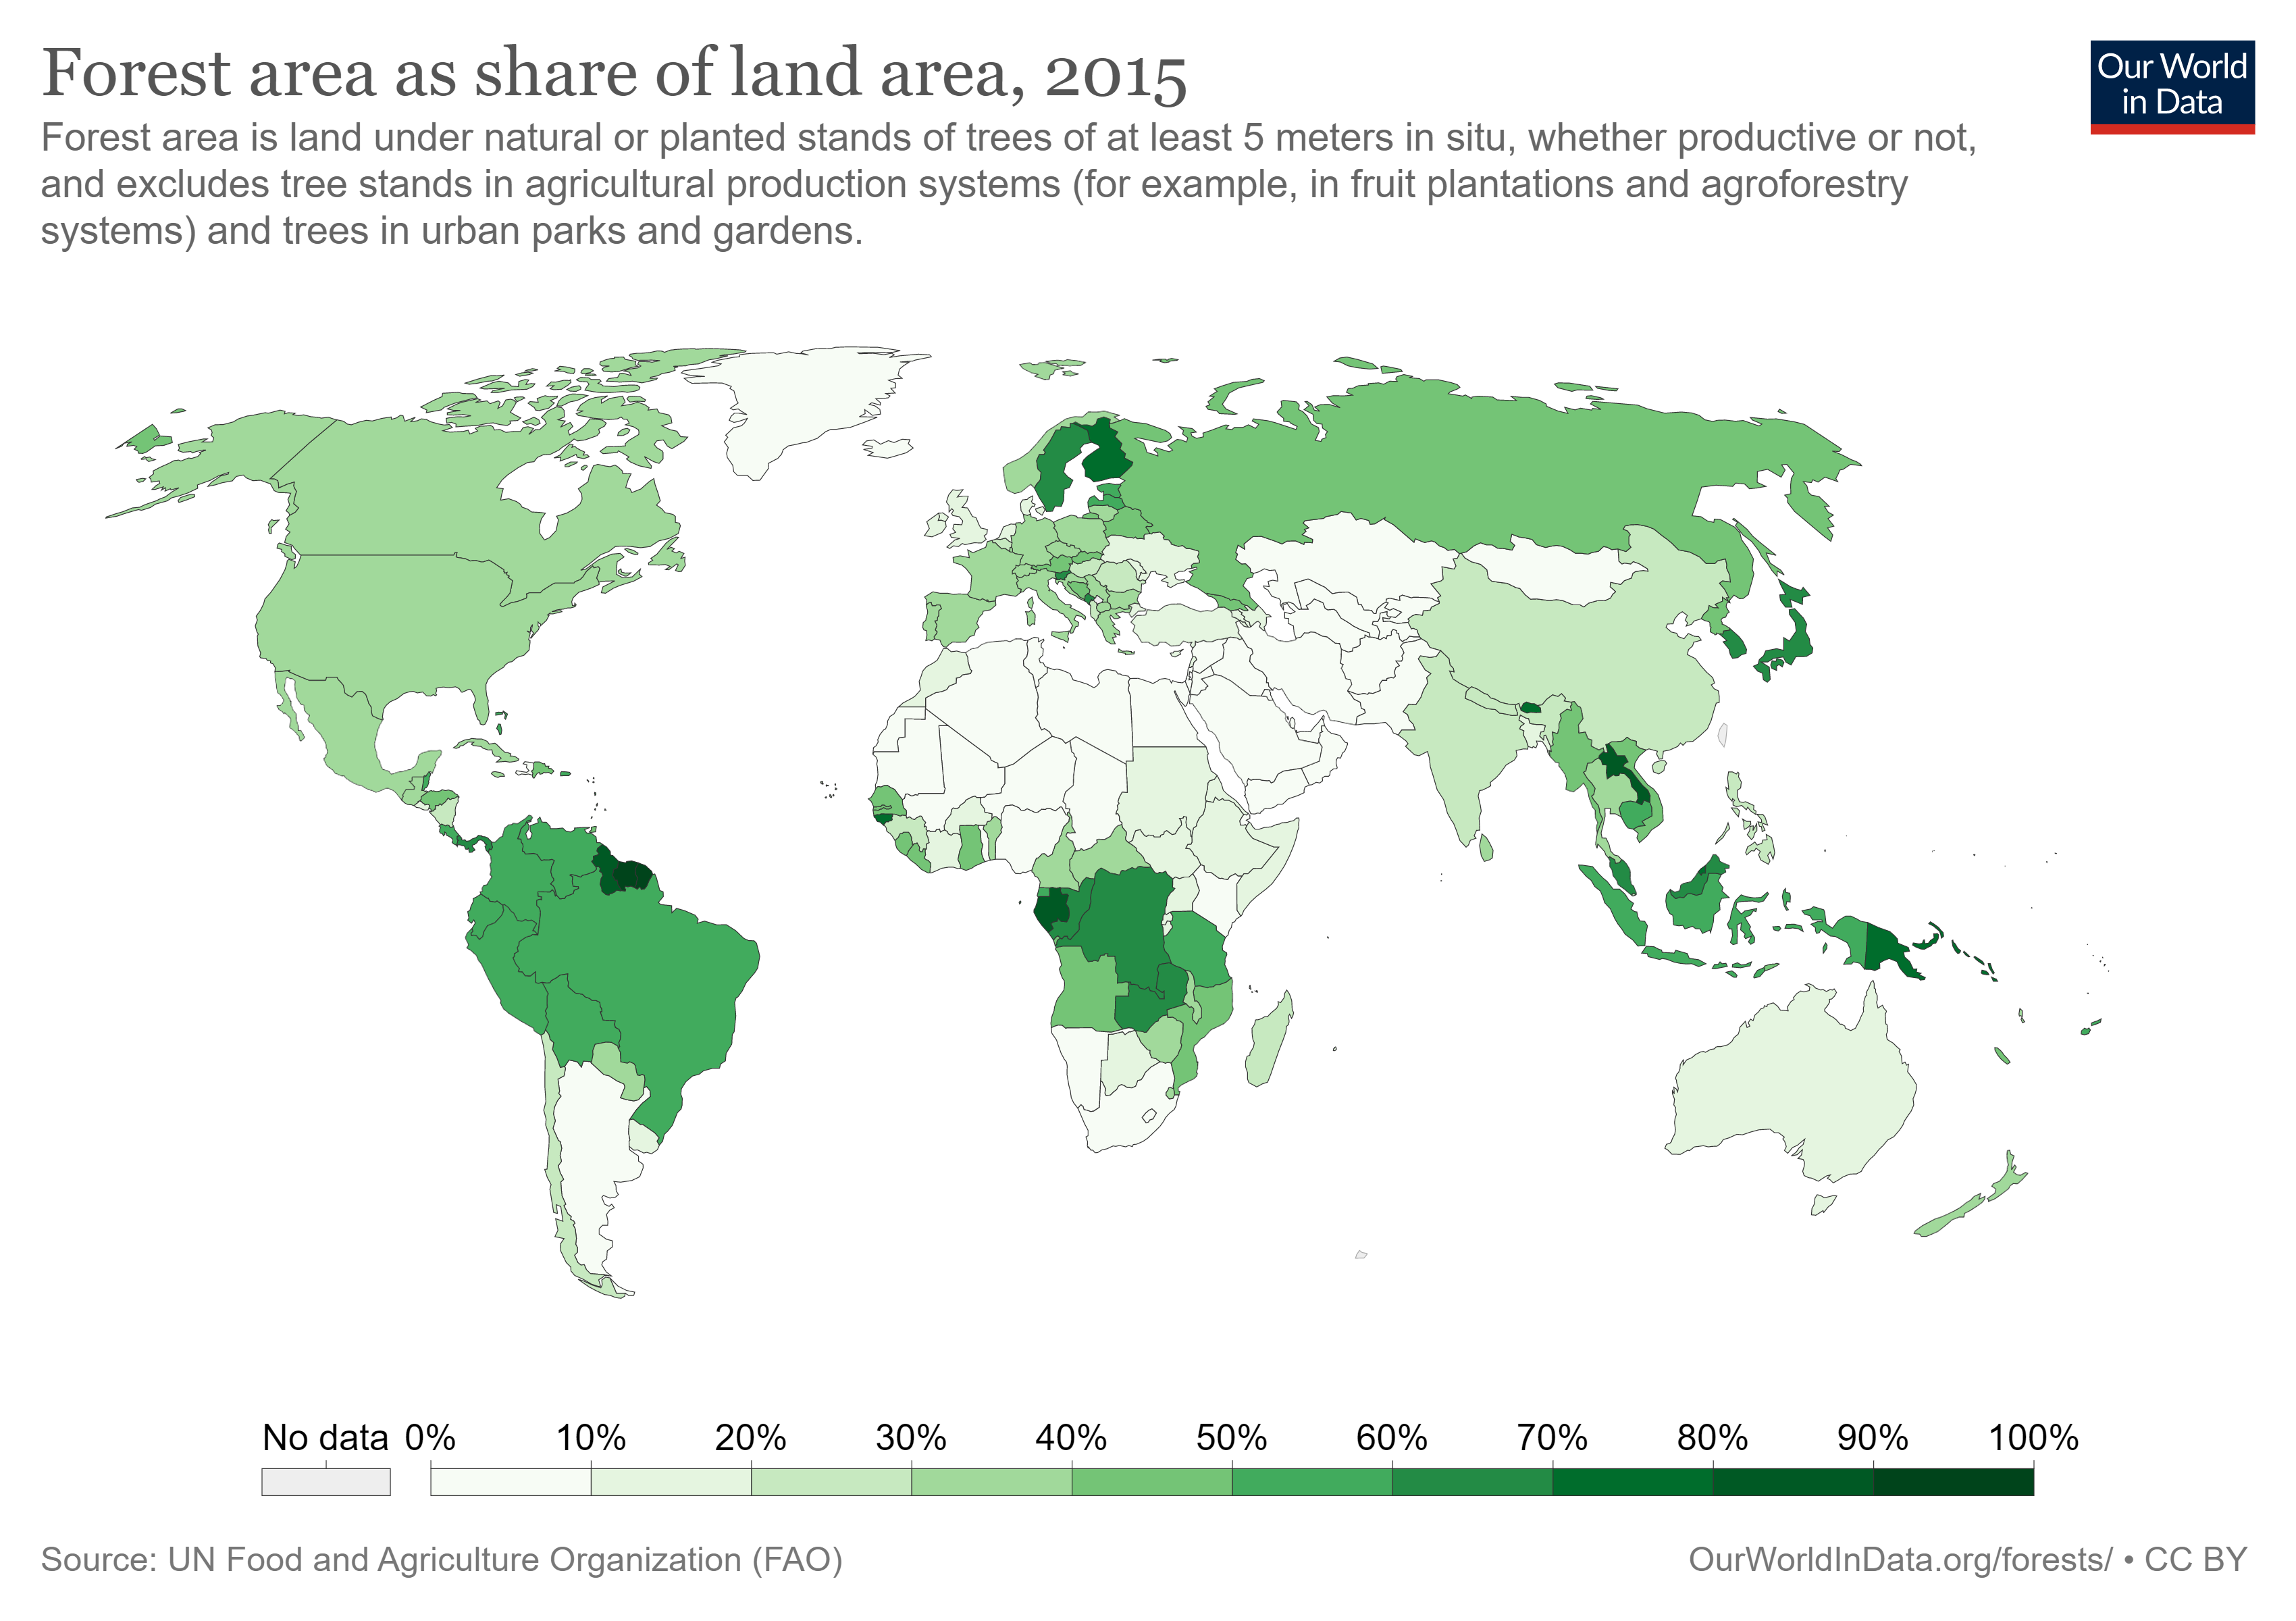 Forest area as share of land area, 2015
Our World
in Data
Forest area is land under natural or planted stands of trees of at least 5 meters in situ, whether productive or not,
and excludes tree stands in agricultural production systems (for example, in fruit plantations and agroforestry
systems) and trees in urban parks and gardens.
No data 0% 10% 20% 30% 40% 50% 60% 70% 80% 90% 100%
Source: UN Food and Agriculture Organization (FAO)
OurWorldInData.org/forests/ • CC BY